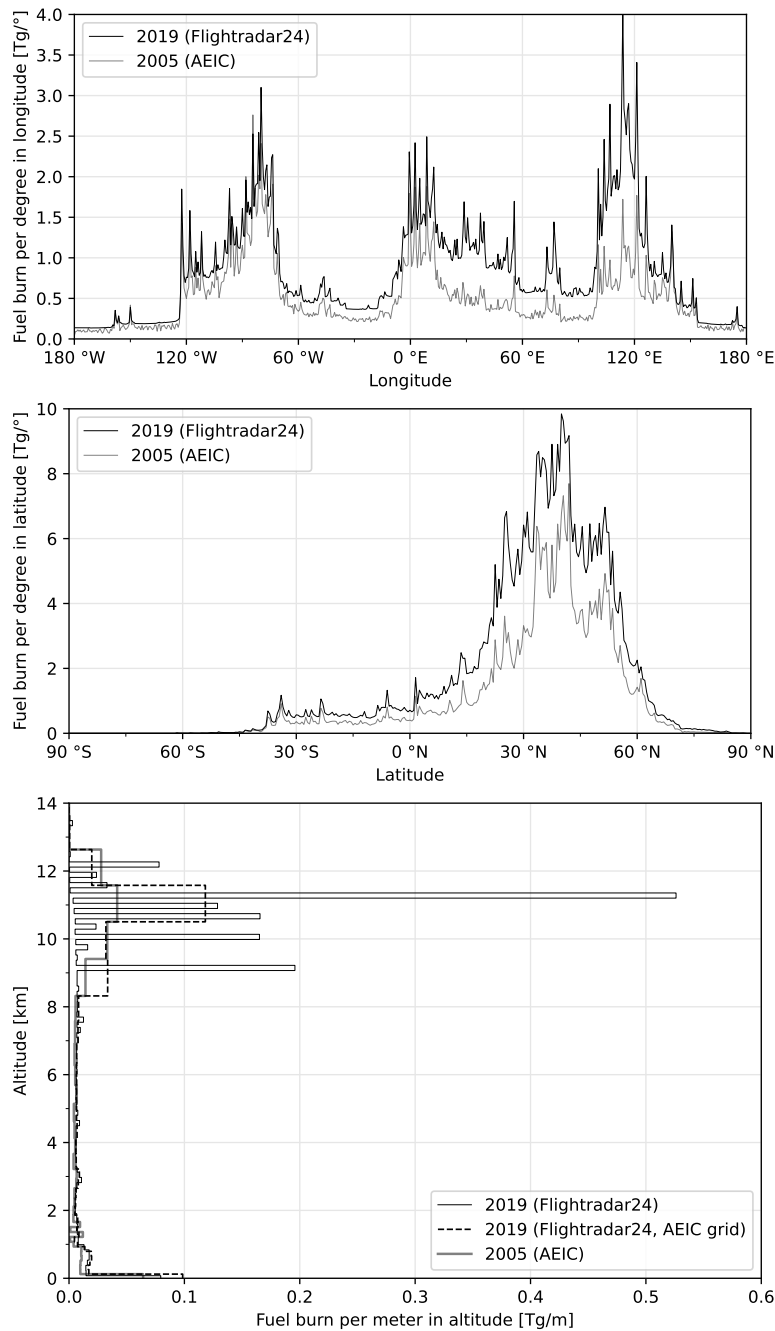 Fuel burn per degree in longitude [Tg/°]
4.0
3.5
3.0
2.5
2.0
1.5
1.0
0.5
0.0
2019 (Flightradar24)
2005 (AEIC)
180 °W 120 °W 60 °W 0 °E 60 °E 120 °E 180 °E
Longitude
Fuel burn per degree in latitude [Tg/°]
10
8
6
4
2
0
2019 (Flightradar24)
2005 (AEIC)
90 °S 60 °S 30 °S 0 °N 30 °N 60 °N 90 °N
Latitude
Altitude [km]
14
12
10
8
6
4
2
0
2019 (Flightradar24)
2019 (Flightradar24, AEIC grid)
2005 (AEIC)
0.0 0.1 0.2 0.3 0.4 0.5 0.6
Fuel burn per meter in altitude [Tg/m]